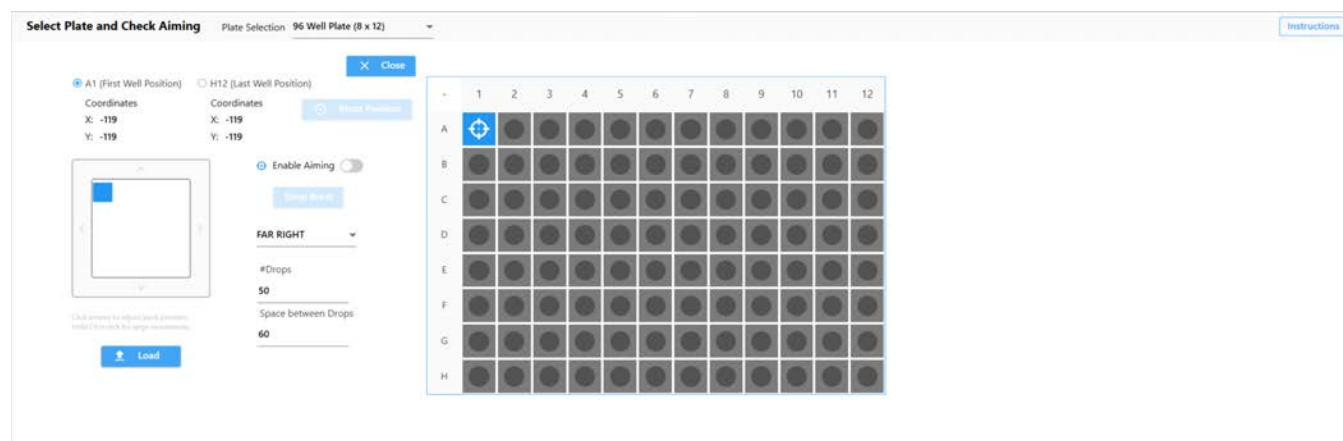 Select Plate and Check Aiming Plate Selection 96 Well Plate (8 x 12)
Instructions
Close
A1 (First Well Position) H12 (Last Well Position)
Coordinates Coordinates
X: -119 X: -119
Y: -119 Y: -119
Enable Aiming
FAR RIGHT
#Drops
50
Space between Drops
60
Load
- 1 2 3 4 5 6 7 8 9 10 11 12
A
B
C
D
E
F
G
H